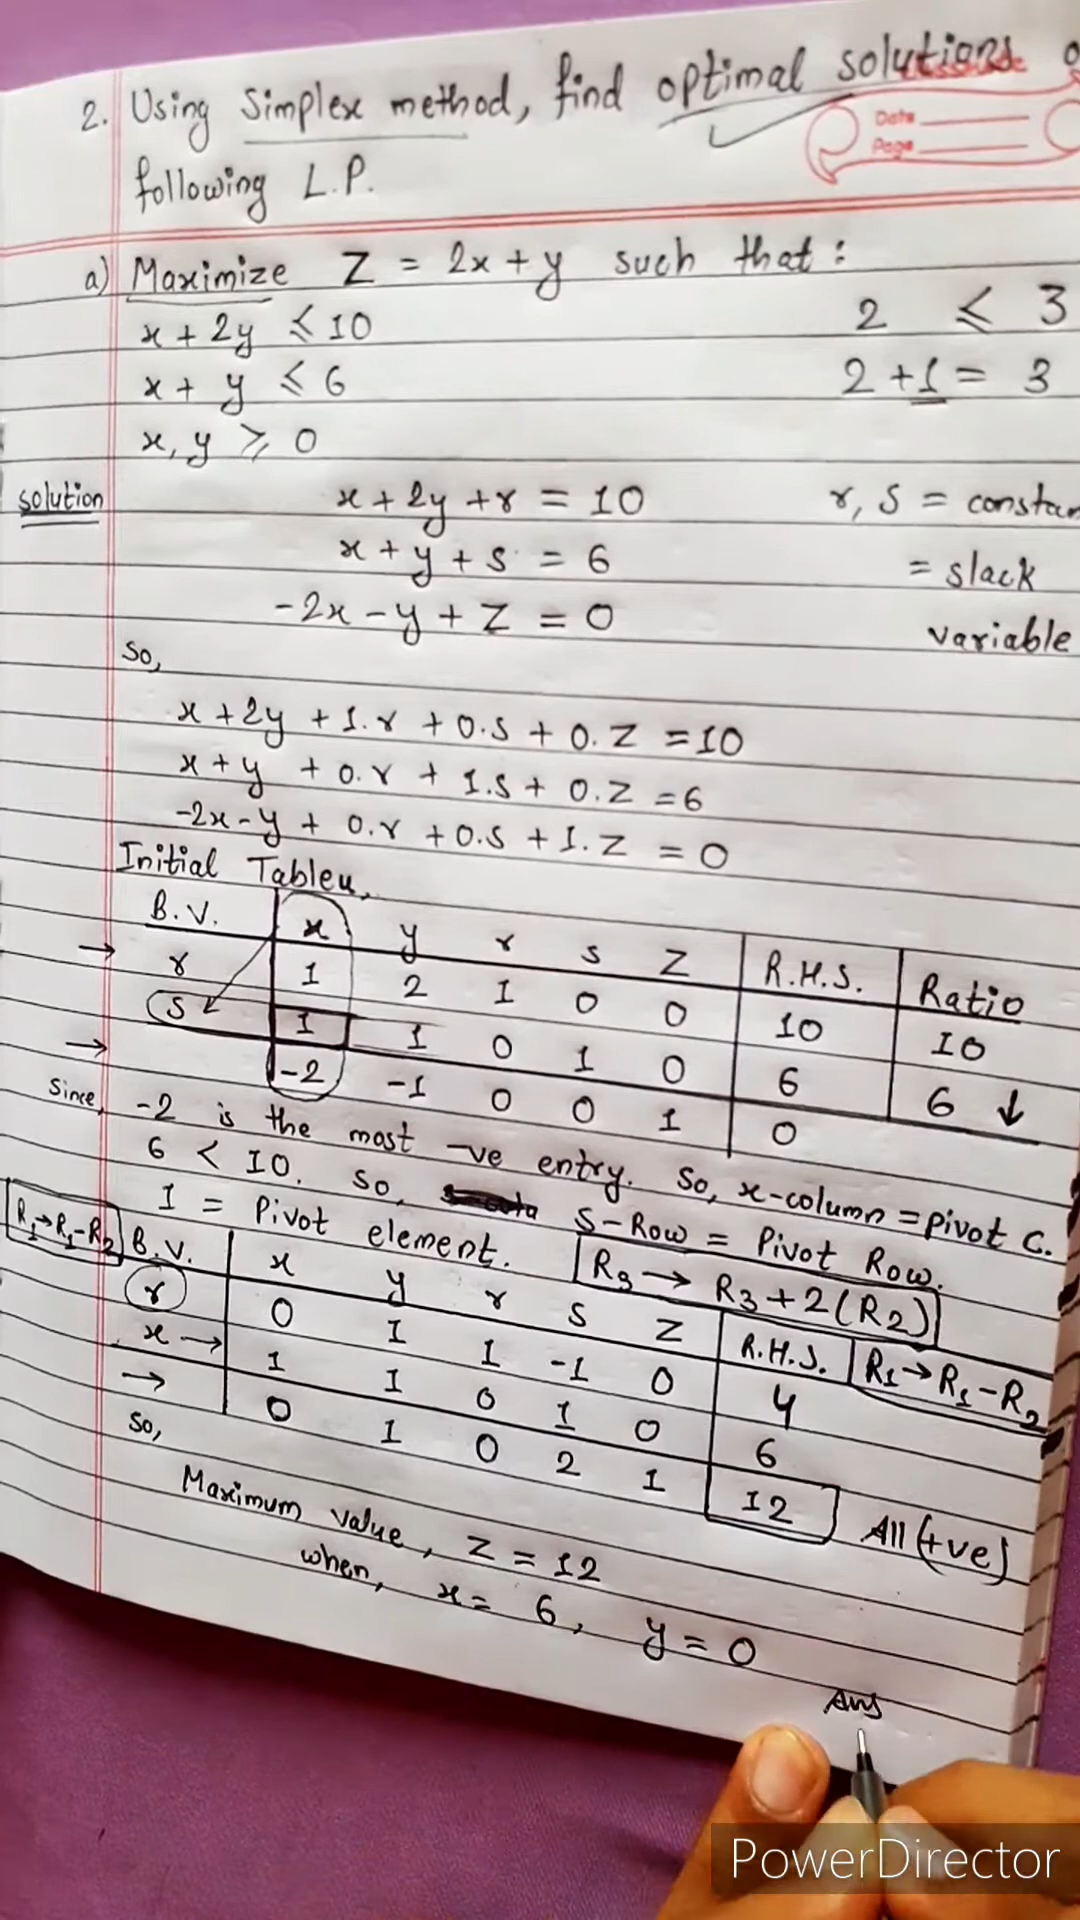 2. Using Simplex method, find optimal solutions
Date
Page
following L.P.
a) Maximize Z = 2x + y such that :
x + 2y ⩽ 10
2 ⩽ 3
x + y ⩽ 6
2 + 1 = 3
x, y ⩾ 0
solution
x + 2y + r = 10
r, s = constan
x + y + s = 6
= slack
-2x - y + Z = 0
variable
So,
x + 2y + 1.r + 0.s + 0.Z = 10
x + y + 0.r + 1.s + 0.Z = 6
-2x - y + 0.r + 0.s + 1.Z = 0
Initial Tableu,
B.V. x y r s Z R.H.S. Ratio
r 1 2 1 0 0 10 10
s 1 1 0 1 0 6 6 ↓
-2 -1 0 0 1 0
Since, -2 is the most -ve entry. So, x-column = pivot C.
6 < 10. So, S-Row = Pivot Row.
1 = Pivot element. R3 → R3 + 2(R2)
R1→R1-R2
B.V. x y r s Z R.H.S. R1→R1-R2
r 0 1 1 -1 0 4
x → 1 1 0 1 0 6
→ 0 1 0 2 1 12 All (+ve)
So,
Maximum value, Z = 12
when, x = 6, y = 0
Ans
PowerDirector